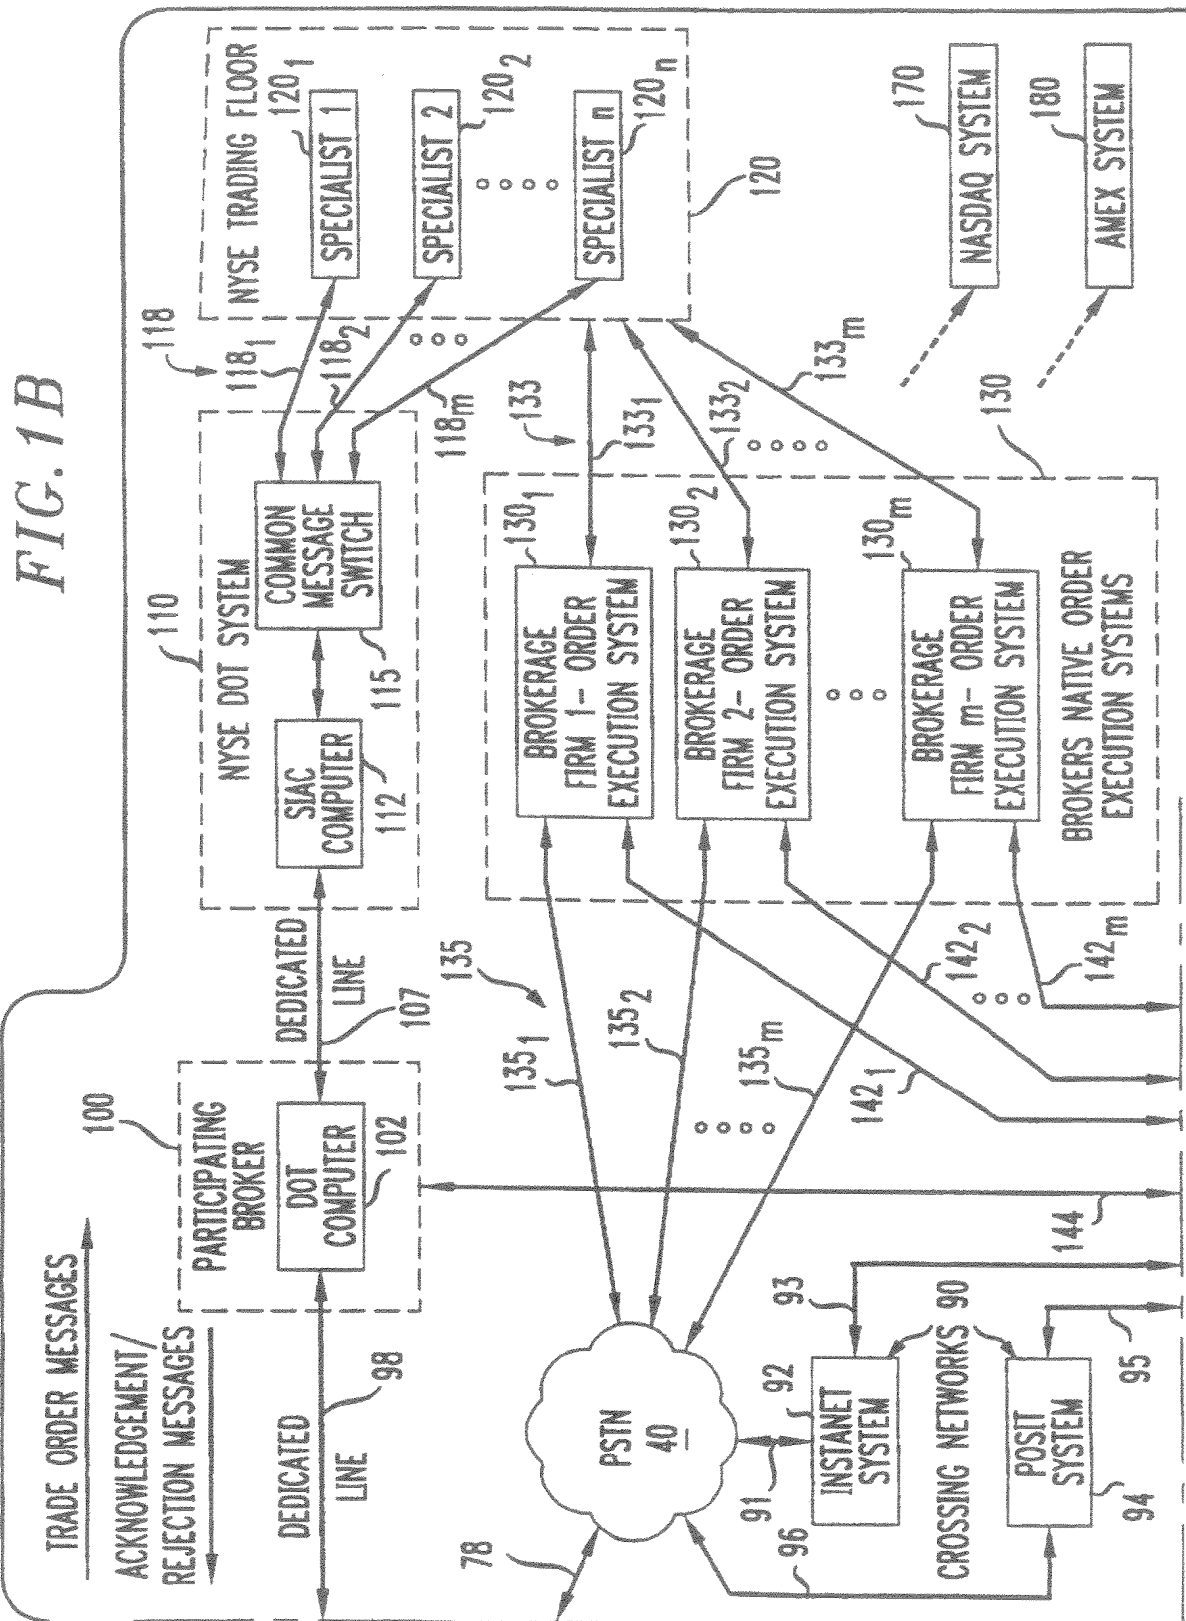 FIG. 1B
TRADE ORDER MESSAGES
ACKNOWLEDGEMENT/
REJECTION MESSAGES
DEDICATED
LINE
98
100
PARTICIPATING
BROKER
DOT
COMPUTER
102
DEDICATED
LINE
107
110
NYSE DOT SYSTEM
SIAC
COMPUTER
112
COMMON
MESSAGE
SWITCH
115
118
118₁
118₂
118ₘ
NYSE TRADING FLOOR
120₁
SPECIALIST 1
120₂
SPECIALIST 2
120ₙ
SPECIALIST n
120
78
PSTN
40
135
135₁
135₂
135ₘ
130₁
BROKERAGE
FIRM 1- ORDER
EXECUTION SYSTEM
130₂
BROKERAGE
FIRM 2- ORDER
EXECUTION SYSTEM
130ₘ
BROKERAGE
FIRM m- ORDER
EXECUTION SYSTEM
BROKERS NATIVE ORDER
EXECUTION SYSTEMS
130
133
133₁
133₂
133ₘ
170
NASDAQ SYSTEM
180
AMEX SYSTEM
142₁
142₂
142ₘ
144
91
92
93
INSTANET
SYSTEM
CROSSING NETWORKS 90
96
POSIT
SYSTEM
94
95